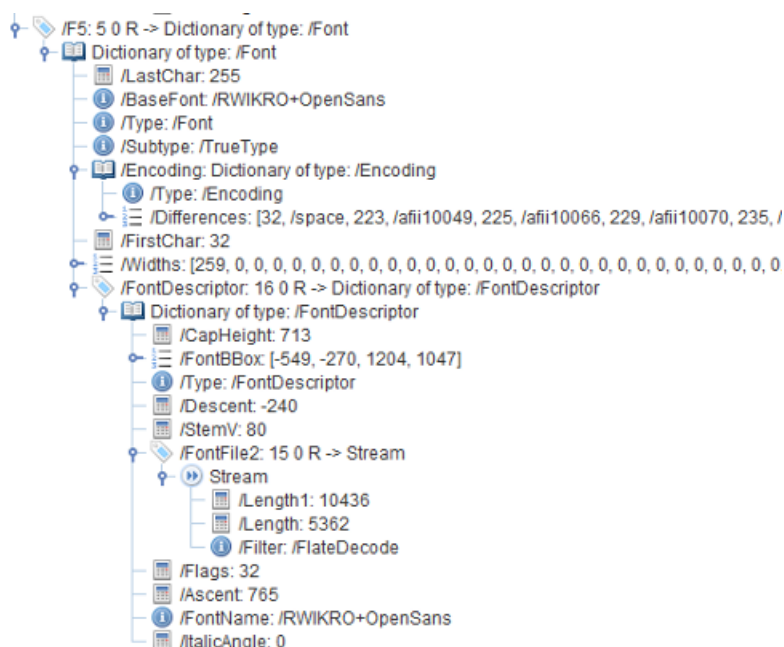 /F5: 5 0 R -> Dictionary of type: /Font
Dictionary of type: /Font
/LastChar: 255
/BaseFont: /RWIKRO+OpenSans
/Type: /Font
/Subtype: /TrueType
/Encoding: Dictionary of type: /Encoding
/Type: /Encoding
/Differences: [32, /space, 223, /afii10049, 225, /afii10066, 229, /afii10070, 235, /
/FirstChar: 32
/Widths: [259, 0, 0, 0, 0, 0, 0, 0, 0, 0, 0, 0, 0, 0, 0, 0, 0, 0, 0, 0, 0, 0, 0, 0, 0, 0, 0, 0, 0, 0, 0, 0
/FontDescriptor: 16 0 R -> Dictionary of type: /FontDescriptor
Dictionary of type: /FontDescriptor
/CapHeight: 713
/FontBBox: [-549, -270, 1204, 1047]
/Type: /FontDescriptor
/Descent: -240
/StemV: 80
/FontFile2: 15 0 R -> Stream
Stream
/Length1: 10436
/Length: 5362
/Filter: /FlateDecode
/Flags: 32
/Ascent: 765
/FontName: /RWIKRO+OpenSans
/ItalicAngle: 0